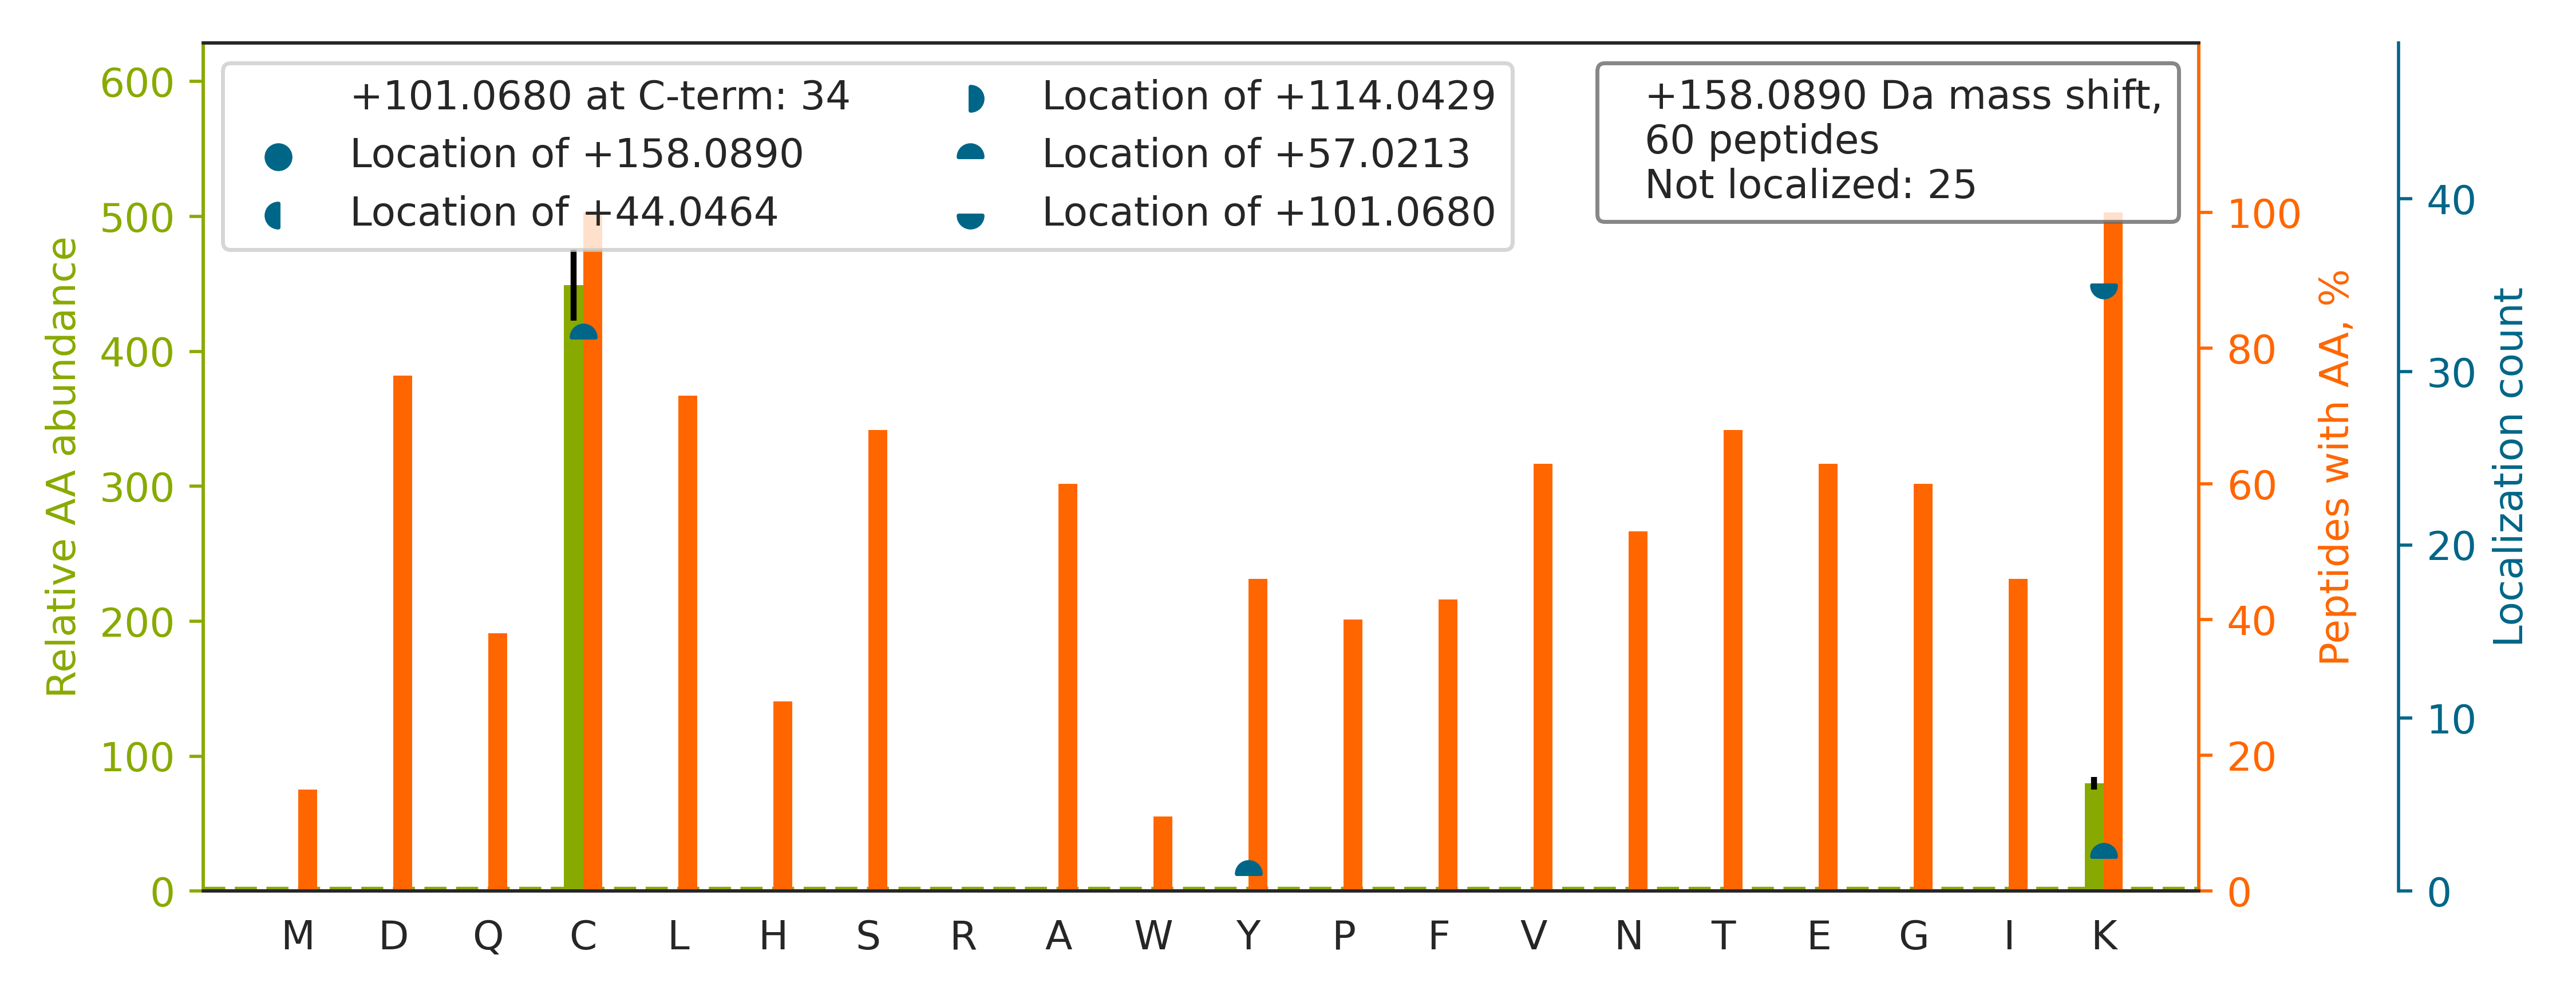 +101.0680 at C-term: 34
Location of +158.0890
Location of +44.0464
Location of +114.0429
Location of +57.0213
Location of +101.0680
+158.0890 Da mass shift,
60 peptides
Not localized: 25
Relative AA abundance
600
500
400
300
200
100
0
M D Q C L H S R A W Y P F V N T E G I K
100
80
60
40
20
0
Peptides with AA, %
40
30
20
10
0
Localization count